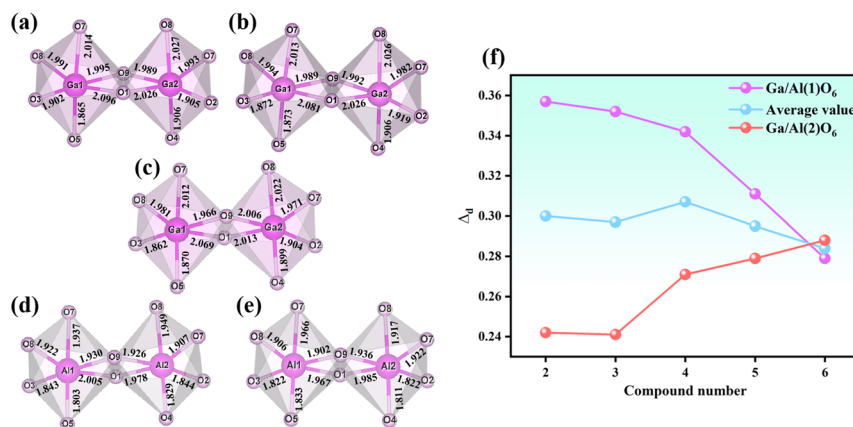 (a)
O7
O8
2.014
2.027
O8
O7
1.991
1.995
O9
1.989
1.993
Ga1
Ga2
O3
1.902
2.096
O1
2.026
1.905
O2
1.865
1.906
O5
O4
(b)
O7
O8
2.013
2.026
O8
1.994
1.989
O9
1.992
1.982
O7
Ga1
Ga2
O3
1.872
2.081
O1
2.026
1.919
O2
1.873
1.906
O5
O4
(c)
O7
O8
2.012
2.022
O8
1.981
1.966
O9
2.006
1.971
O7
Ga1
Ga2
O3
1.862
2.069
O1
2.013
1.904
O2
1.870
1.899
O5
O4
(d)
O7
O8
1.937
1.949
O8
1.922
1.930
O9
1.926
1.907
O7
Al1
Al2
O3
1.843
2.005
O1
1.978
1.844
O2
1.803
1.829
O5
O4
(e)
O7
O8
1.966
1.917
O8
1.906
1.902
O9
1.936
1.922
O7
Al1
Al2
O3
1.822
1.967
O1
1.985
1.822
O2
1.833
1.811
O5
O4
(f)
Ga/Al(1)O₆
Average value
Ga/Al(2)O₆
0.36
0.34
0.32
0.30
0.28
0.26
0.24
Δd
2 3 4 5 6
Compound number